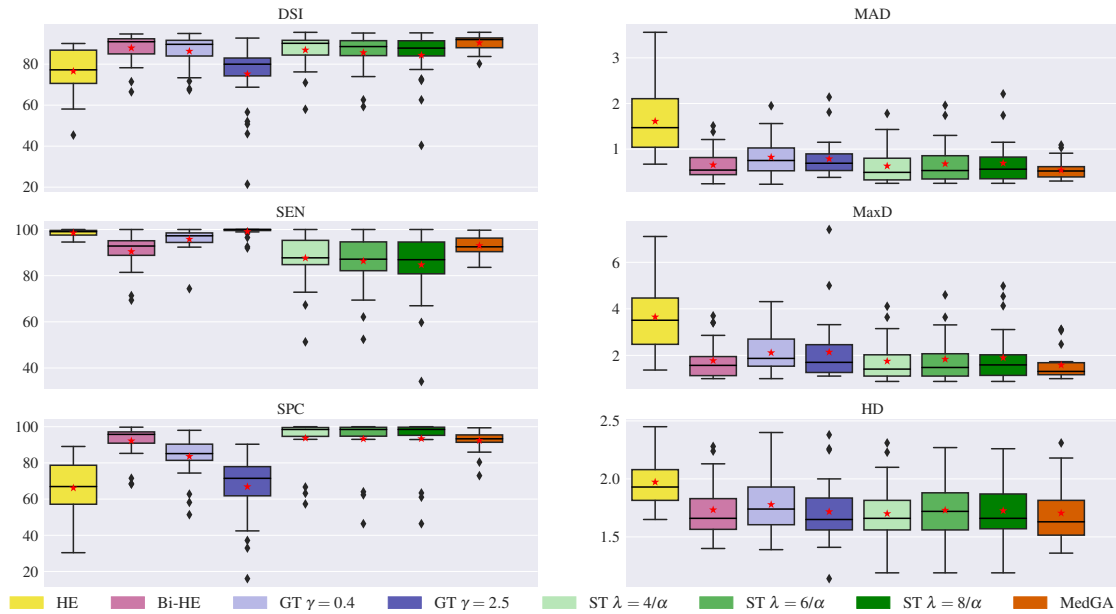 DSI
80
60
40
20
MAD
3
2
1
SEN
100
80
60
40
MaxD
6
4
2
SPC
100
80
60
40
20
HD
2.5
2.0
1.5
HE
Bi-HE
GT γ = 0.4
GT γ = 2.5
ST λ = 4/α
ST λ = 6/α
ST λ = 8/α
MedGA